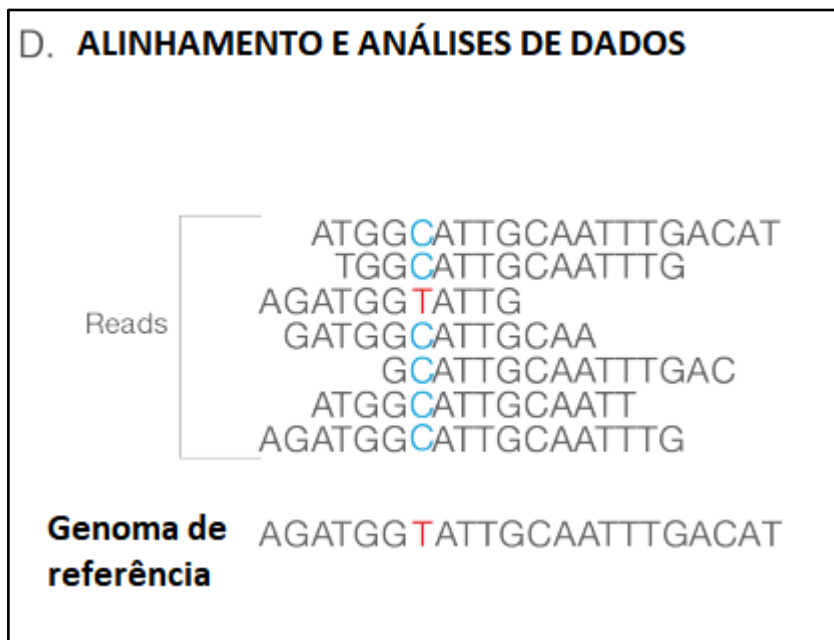 D. ALINHAMENTO E ANÁLISES DE DADOS
ATGGCATTGCAATTTGACAT
TGGCATTGCAATTTG
AGATGGTATTG
Reads
GATGGCATTGCAA
GCATTGCAATTTGAC
ATGGCATTGCAATT
AGATGGCATTGCAATTTG
Genoma de
referência
AGATGGTATTGCAATTTGACAT